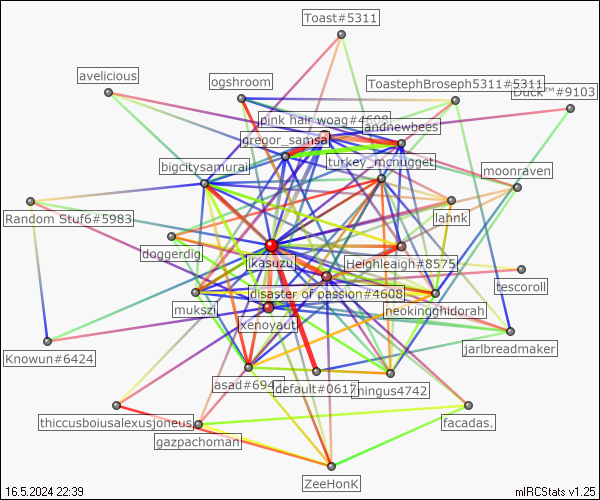 Toast#5311
avelicious
ogshroom
ToastephBroseph5311#5311
Duck™#9103
pink hair woag#4608
andnewbees
gregor_samsa
bigcitysamurai
turkey_mcnugget
moonraven
Random Stuf6#5983
lahnk
doggerdig
ikasuzu
Heighleaigh#8575
tescoroll
disaster of passion#4608
mukszi
neokingghidorah
xenoyaut
Knowun#6424
jarlbreadmaker
asad#694
default#0617
hingus4742
thiccusboiusalexusjoneus
facadas.
gazpachoman
ZeeHonK
16.5.2024 22:39
mIRCStats v1.25